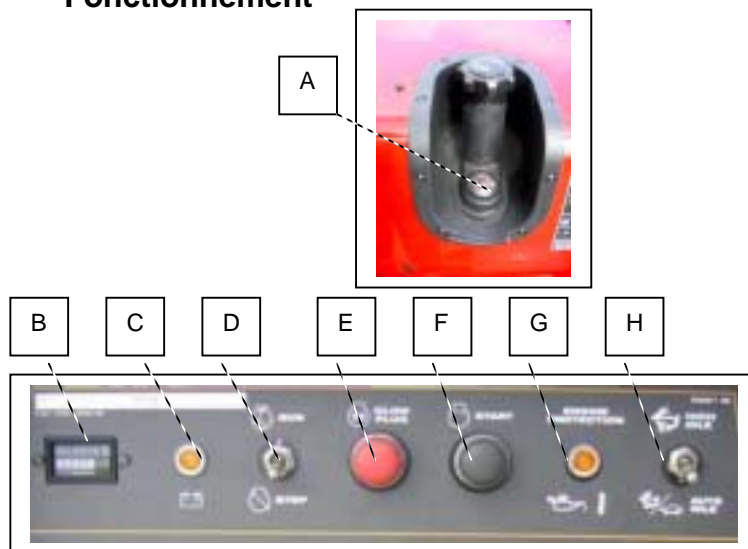 Fonctionnement
A
B C D E F G H
RUN
GLOW
PLUG
START
ENGINE
PROTECTION
HIGH
IDLE
STOP
AUTO
IDLE